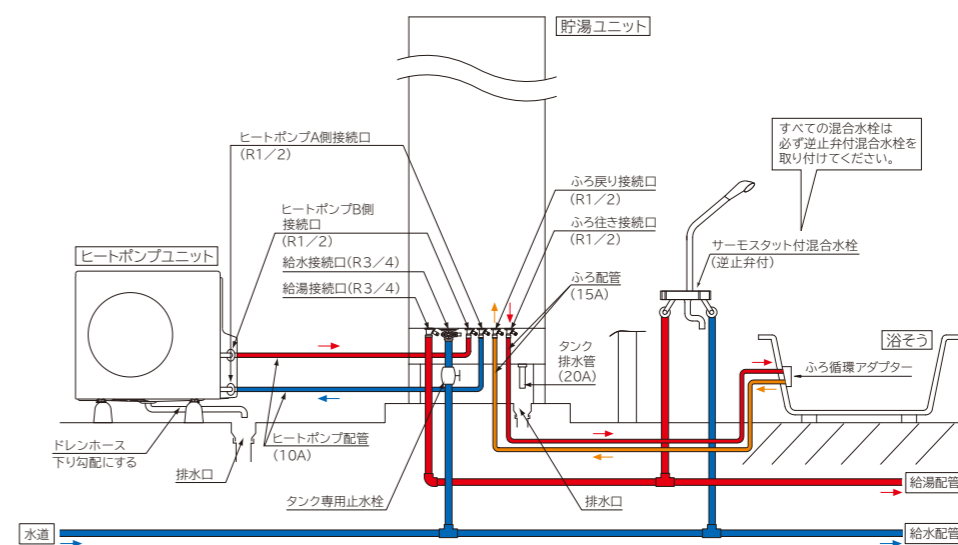 貯湯ユニット
すべての混合水栓は
必ず逆止弁付混合水栓を
取り付けてください。
ヒートポンプA側接続口
(R1／2)
ヒートポンプB側
接続口
(R1／2)
給水接続口(R3／4)
給湯接続口(R3／4)
ふろ戻り接続口
(R1／2)
ふろ往き接続口
(R1／2)
ふろ配管
(15A)
サーモスタット付混合水栓
(逆止弁付)
ヒートポンプユニット
タンク
排水管
(20A)
浴そう
ふろ循環アダプター
ドレンホース
下り勾配にする
排水口
ヒートポンプ配管
(10A)
タンク専用止水栓
排水口
給湯配管
水道
給水配管